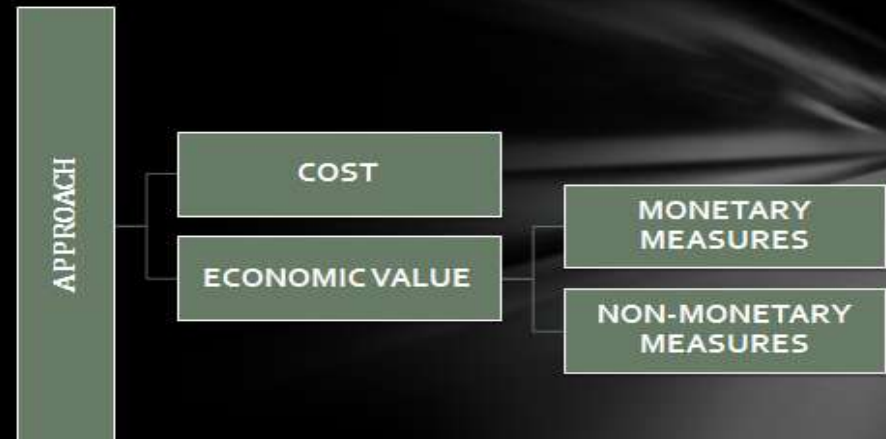 APPROACH
COST
ECONOMIC VALUE
MONETARY
MEASURES
NON-MONETARY
MEASURES